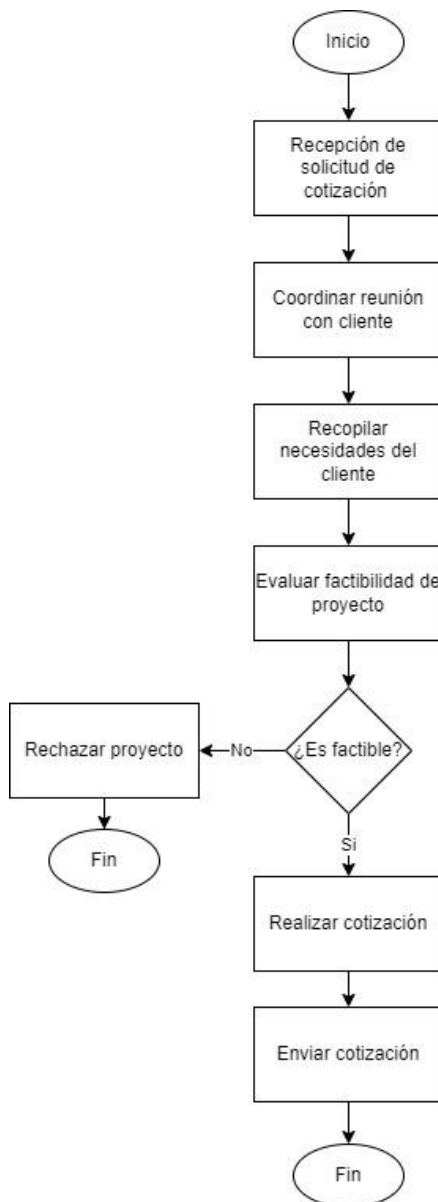 Inicio
Recepción de
solicitud de
cotización
Coordinar reunión
con cliente
Recopilar
necesidades del
cliente
Evaluar factibilidad de
proyecto
¿Es factible?
No
Rechazar proyecto
Fin
Si
Realizar cotización
Enviar cotización
Fin